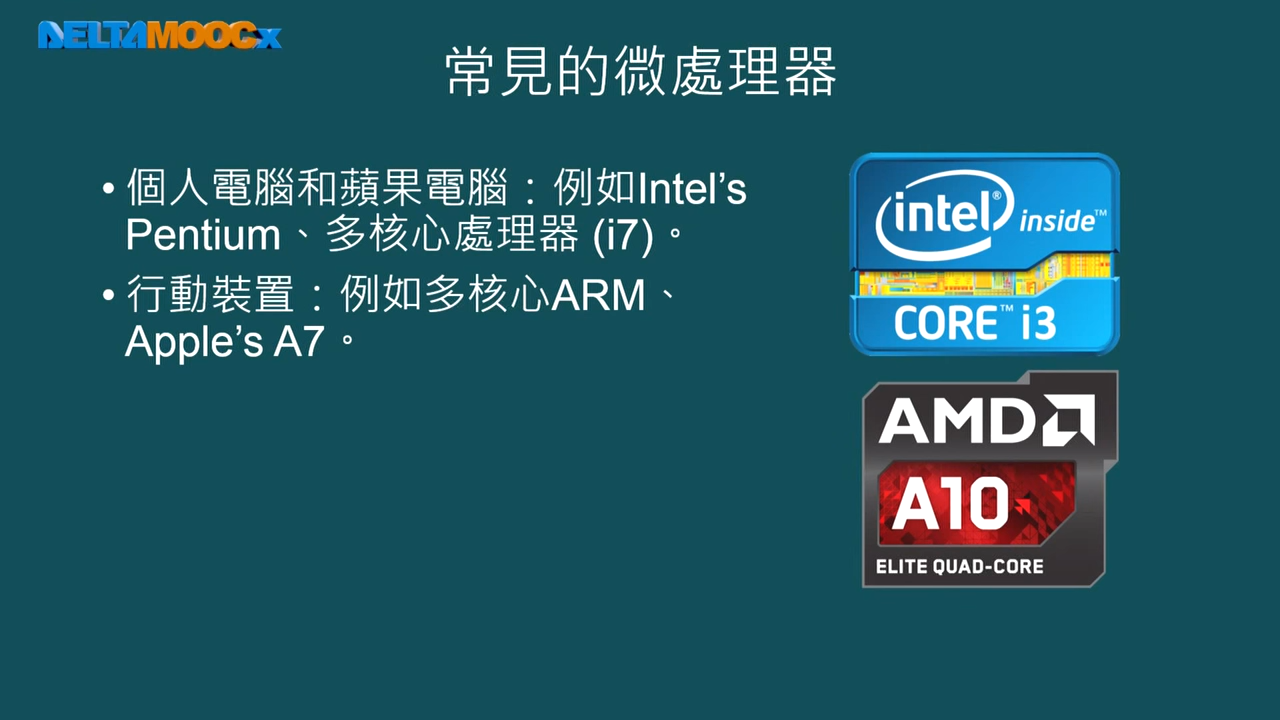 DELTAMOOCx
常見的微處理器
• 個人電腦和蘋果電腦：例如Intel’s
Pentium、多核心處理器 (i7)。
• 行動裝置：例如多核心ARM、
Apple’s A7。
intel® inside™
CORE™ i3
AMD
A10
ELITE QUAD-CORE